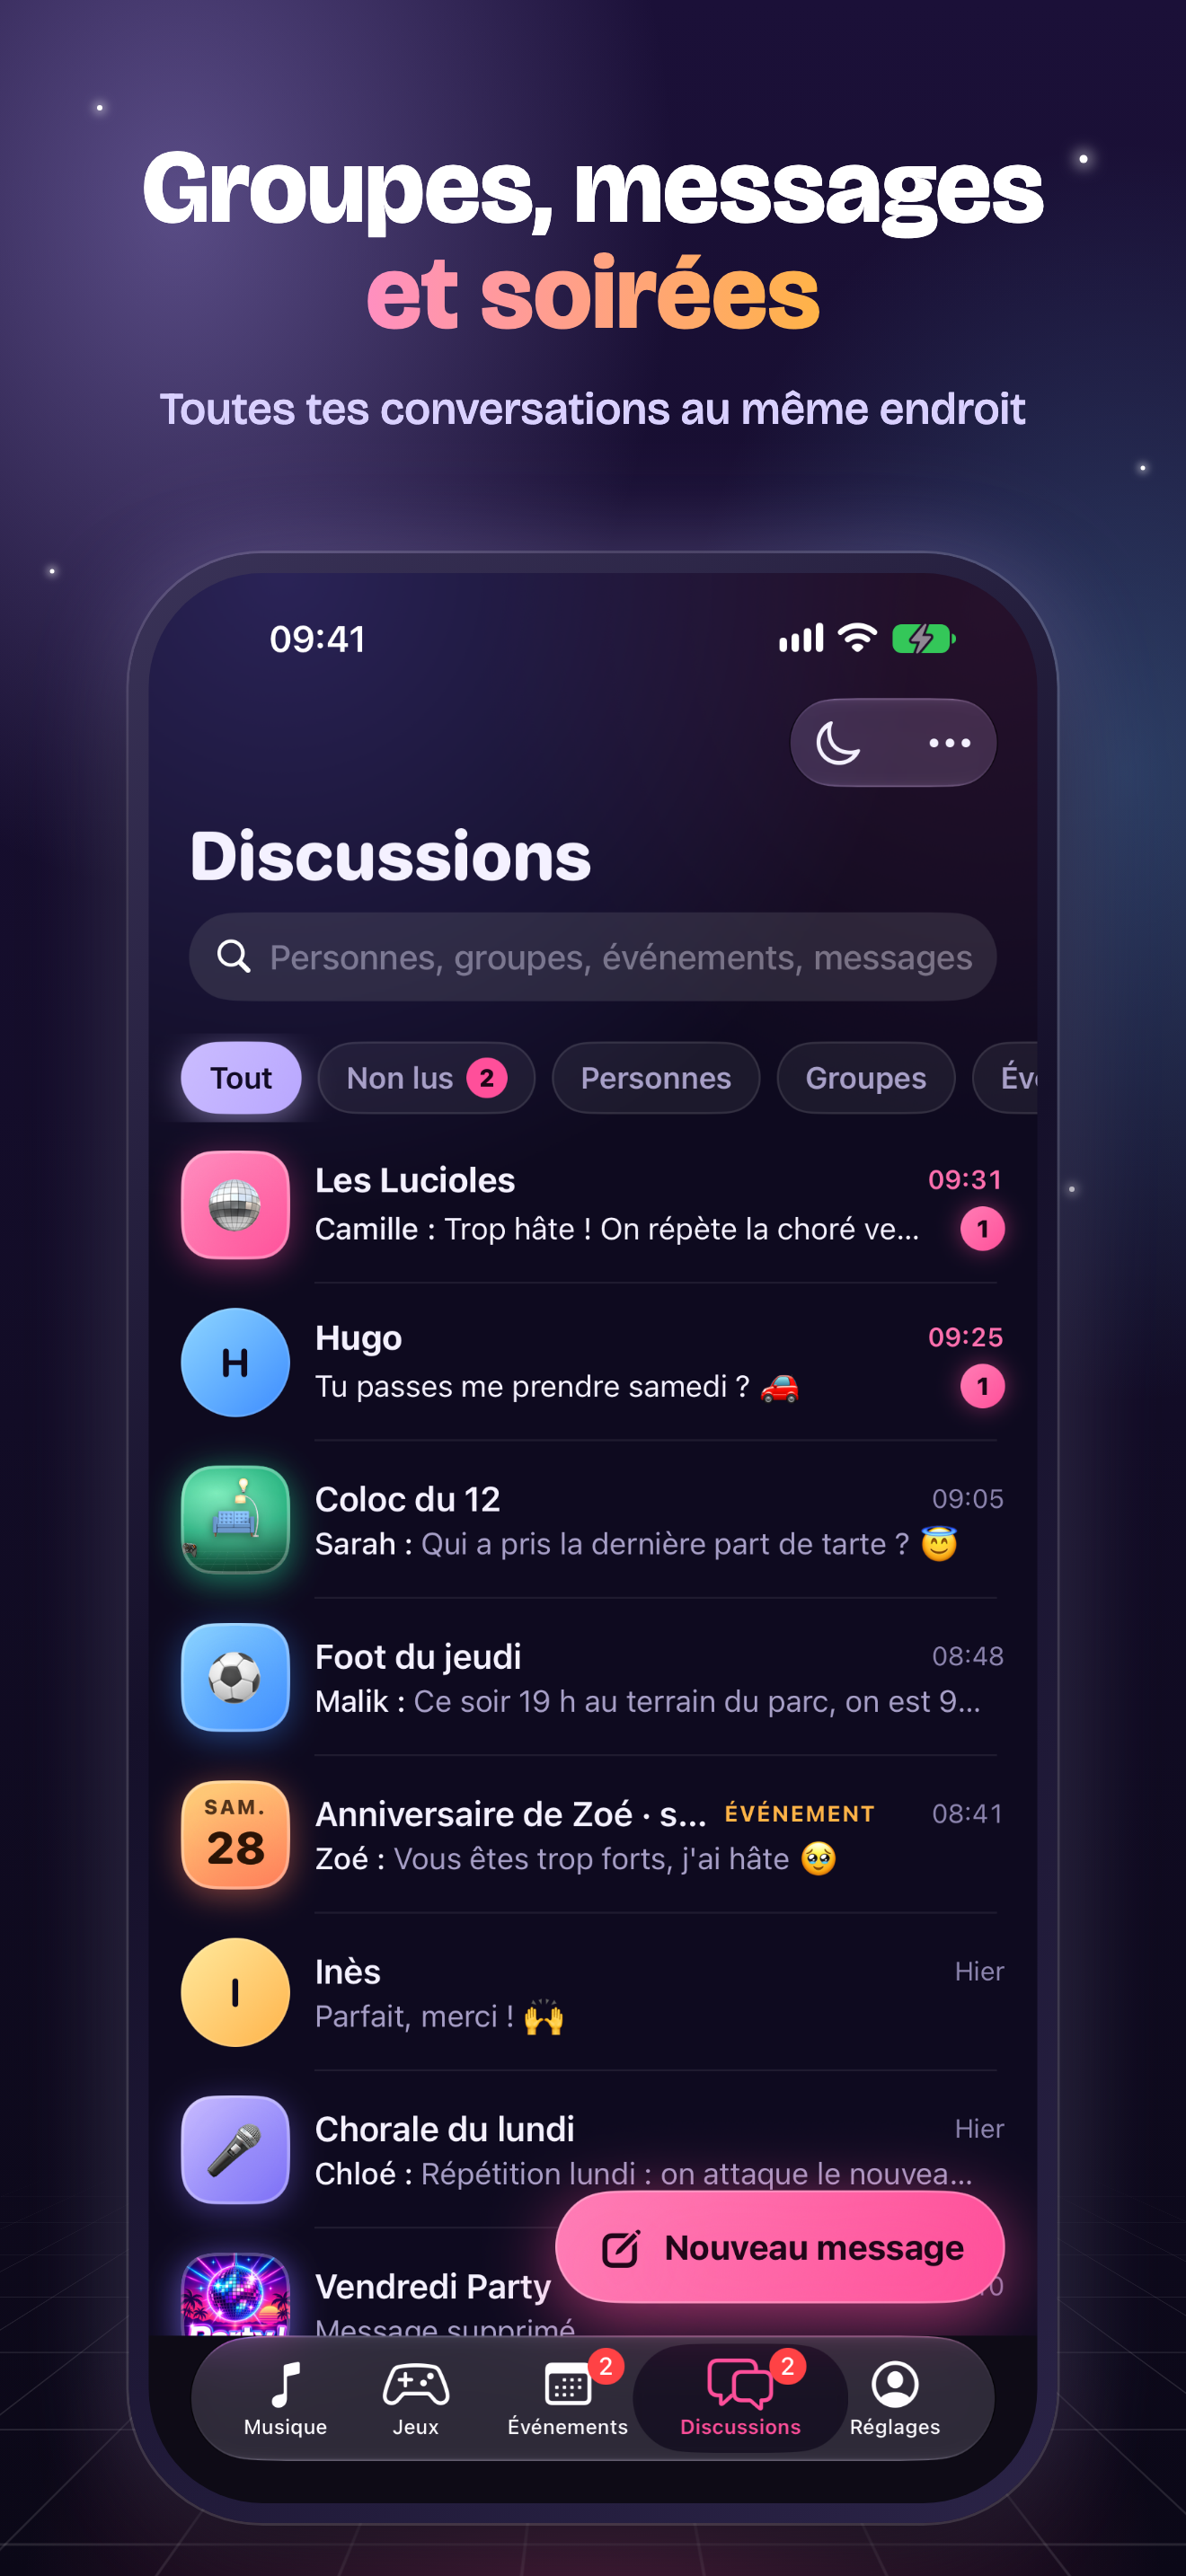 Groupes, messages
et soirées
Toutes tes conversations au même endroit
09:41
Discussions
Personnes, groupes, événements, messages
Tout
Non lus 2
Personnes
Groupes
Év
Les Lucioles 09:31
Camille : Trop hâte ! On répète la choré ve... 1
H
Hugo 09:25
Tu passes me prendre samedi ? 🚗 1
Coloc du 12 09:05
Sarah : Qui a pris la dernière part de tarte ? 😇
Foot du jeudi 08:48
Malik : Ce soir 19 h au terrain du parc, on est 9...
SAM.
28
Anniversaire de Zoé · s... ÉVÉNEMENT 08:41
Zoé : Vous êtes trop forts, j'ai hâte 🥹
I
Inès Hier
Parfait, merci ! 🙌
Chorale du lundi Hier
Chloé : Répétition lundi : on attaque le nouvea...
Nouveau message
Party!
Vendredi Party
Message supprimé
Musique
Jeux
2
Événements
2
Discussions
Réglages